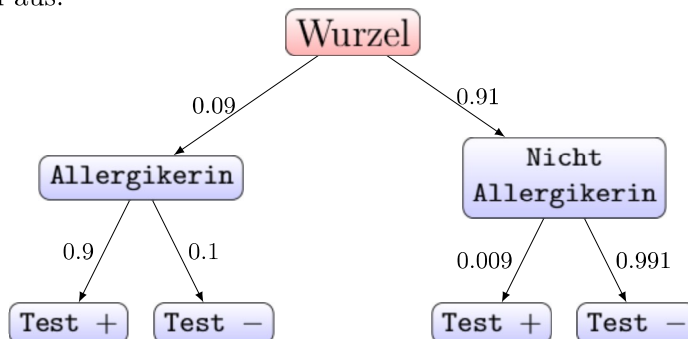 Wurzel
0.09
0.91
Allergikerin
Nicht
Allergikerin
0.9
0.1
0.009
0.991
Test +
Test −
Test +
Test −